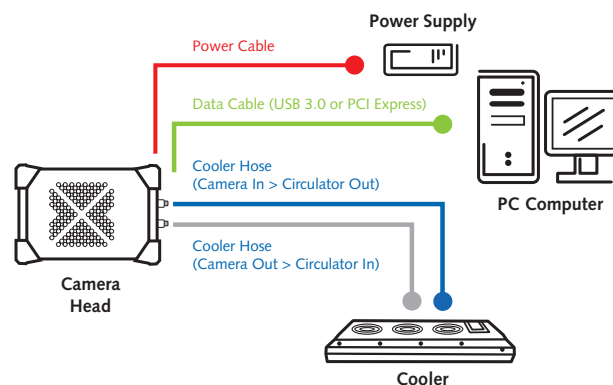 Power Supply
Power Cable
Data Cable (USB 3.0 or PCI Express)
Cooler Hose
(Camera In > Circulator Out)
PC Computer
Cooler Hose
(Camera Out > Circulator In)
Camera
Head
Cooler